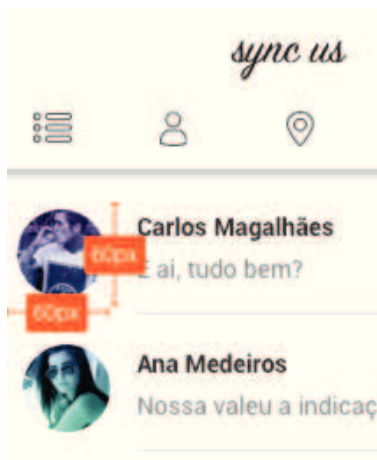 sync us
Carlos Magalhães
60px
E ai, tudo bem?
60px
Ana Medeiros
Nossa valeu a indicaç